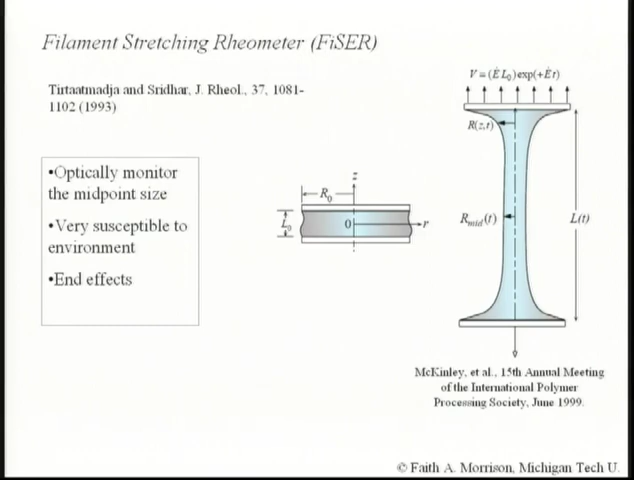 Filament Stretching Rheometer (FiSER)
Tirtaatmadja and Sridhar, J. Rheol., 37, 1081-
1102 (1993)
•Optically monitor
the midpoint size
•Very susceptible to
environment
•End effects
z
R₀
L₀
0
r
V = (Ė L₀) exp(+Ė t)
R(z,t)
R_mid(t)
L(t)
McKinley, et al., 15th Annual Meeting
of the International Polymer
Processing Society, June 1999.
© Faith A. Morrison, Michigan Tech U.